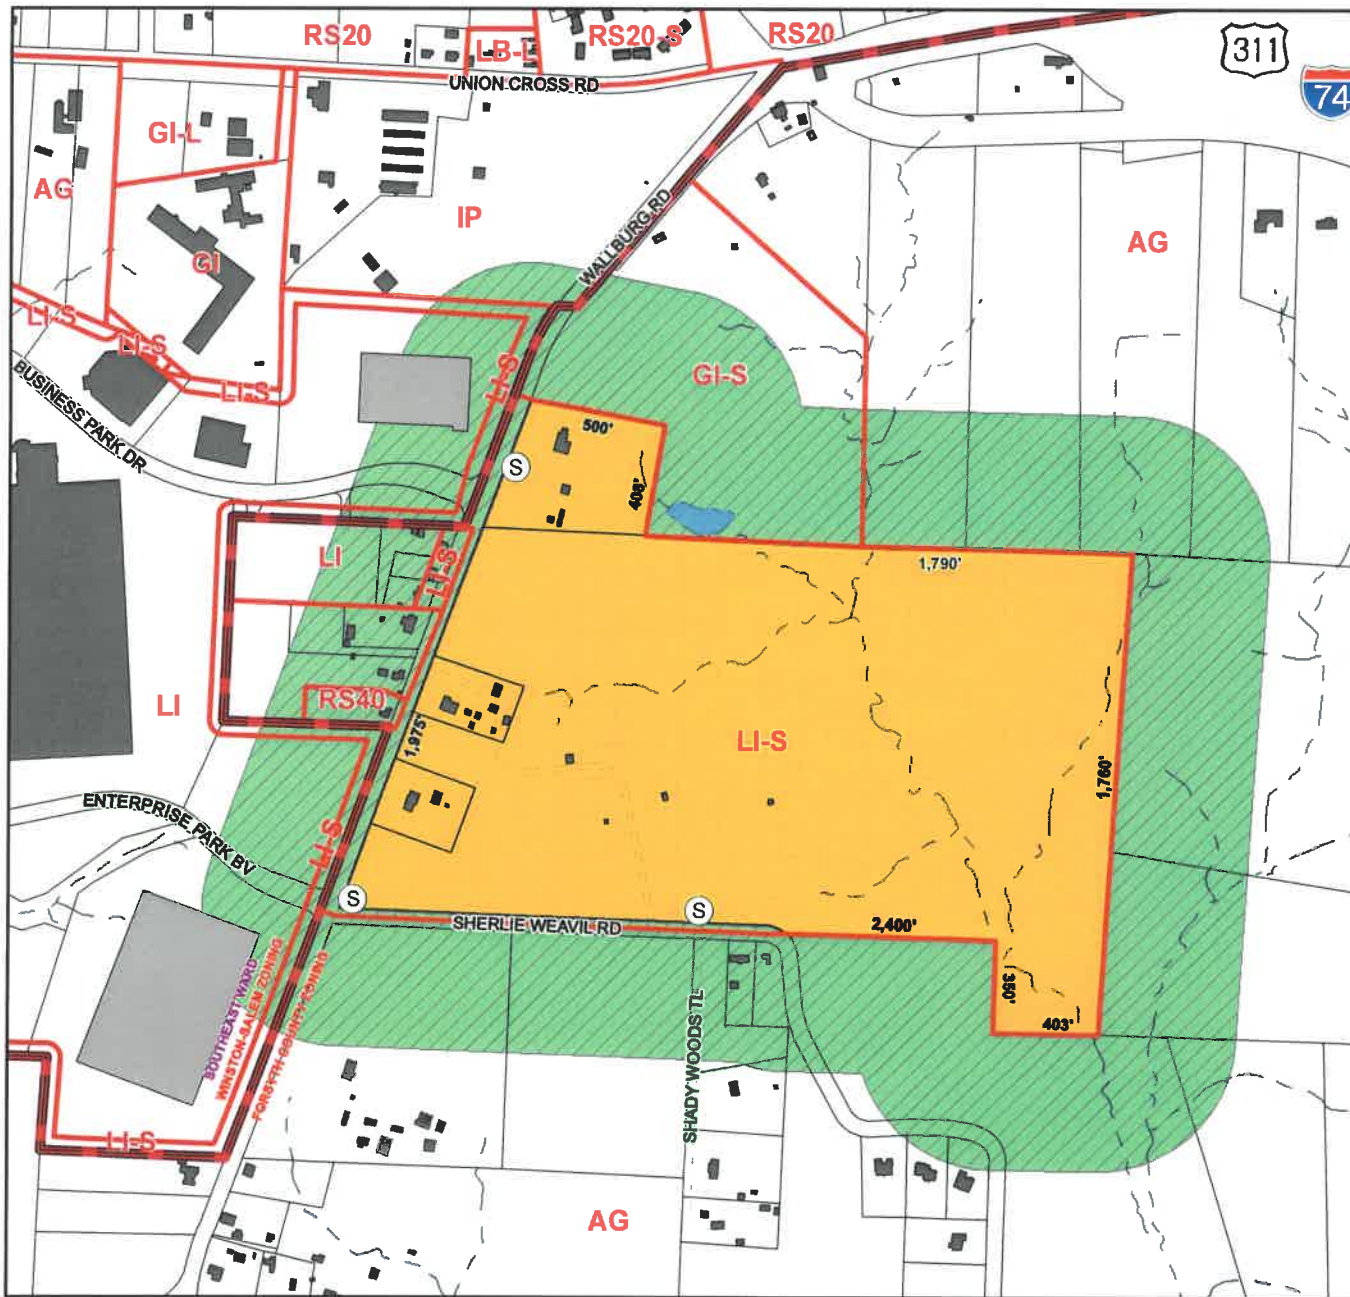 RS20
LB-L
RS20-S
RS20
311
74
UNION CROSS RD
GI-L
AG
IP
WALLBURG RD
AG
GI
LI-S
LI-S
LI-S
LI-S
GI-S
BUSINESS PARK DR
500'
S
408'
LI
LI-S
1,790'
RS40
LI
1,975'
LI-S
1,760'
ENTERPRISE PARK BV
LI-S
S
S
SHERLIE WEAVIL RD
2,400'
SOUTHEAST WARD
WINSTON-SALEM ZONING
FORSYTH COUNTY ZONING
350'
403'
SHADY WOODS TL
LI-S
AG